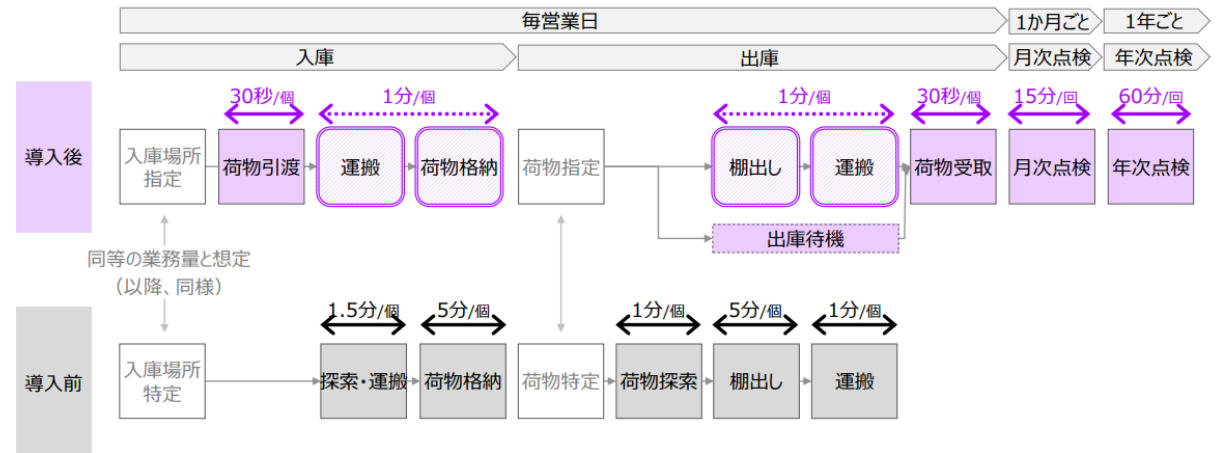 毎営業日
1か月ごと
1年ごと
入庫
出庫
月次点検
年次点検
30秒/個
1分/個
1分/個
30秒/個
15分/回
60分/回
導入後
入庫場所
指定
荷物引渡
運搬
荷物格納
荷物指定
棚出し
運搬
荷物受取
月次点検
年次点検
出庫待機
同等の業務量と想定
（以降、同様）
1.5分/個
5分/個
1分/個
5分/個
1分/個
導入前
入庫場所
特定
探索・運搬
荷物格納
荷物特定
荷物探索
棚出し
運搬